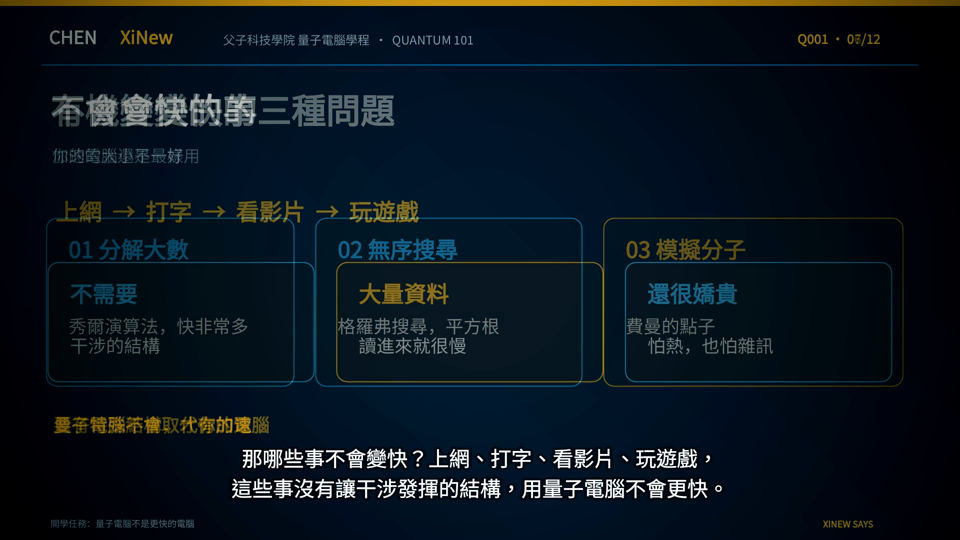 CHEN XiNew
父子科技學院 量子電腦學程 • QUANTUM 101
Q001 • /12
三種問題
上網 → 打字 → 看影片 → 玩遊戲
01 分解大數
02 無序搜尋
03 模擬分子
不需要
大量資料
還很嬌貴
秀爾演算法，快非常多
格羅弗搜尋，平方根
費曼的點子
干涉的結構
讀進來就很慢
怕熱，也怕雜訊
那哪些事不會變快？上網、打字、看影片、玩遊戲，
這些事沒有讓干涉發揮的結構，用量子電腦不會更快。
開學任務：量子電腦不是更快的電腦
XINEW SAYS